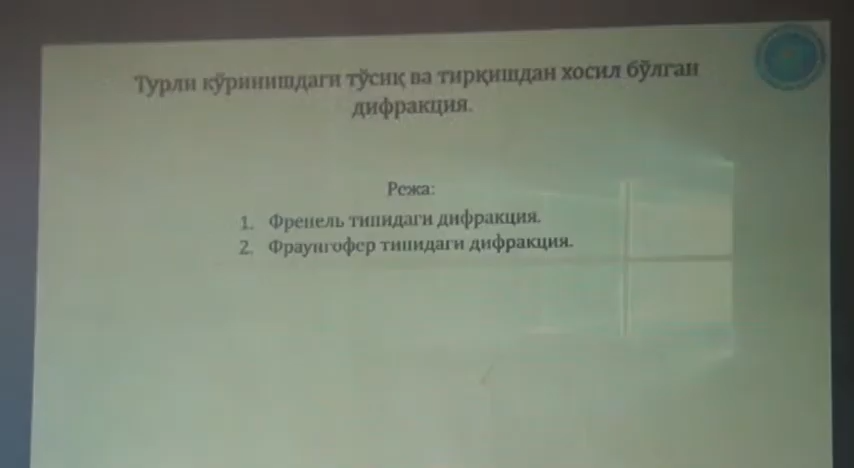 Турли кўринишдаги тўсиқ ва тирқишдан хосил бўлган
дифракция.
Режа:
1. Френель типидаги дифракция.
2. Фраунгофер типидаги дифракция.